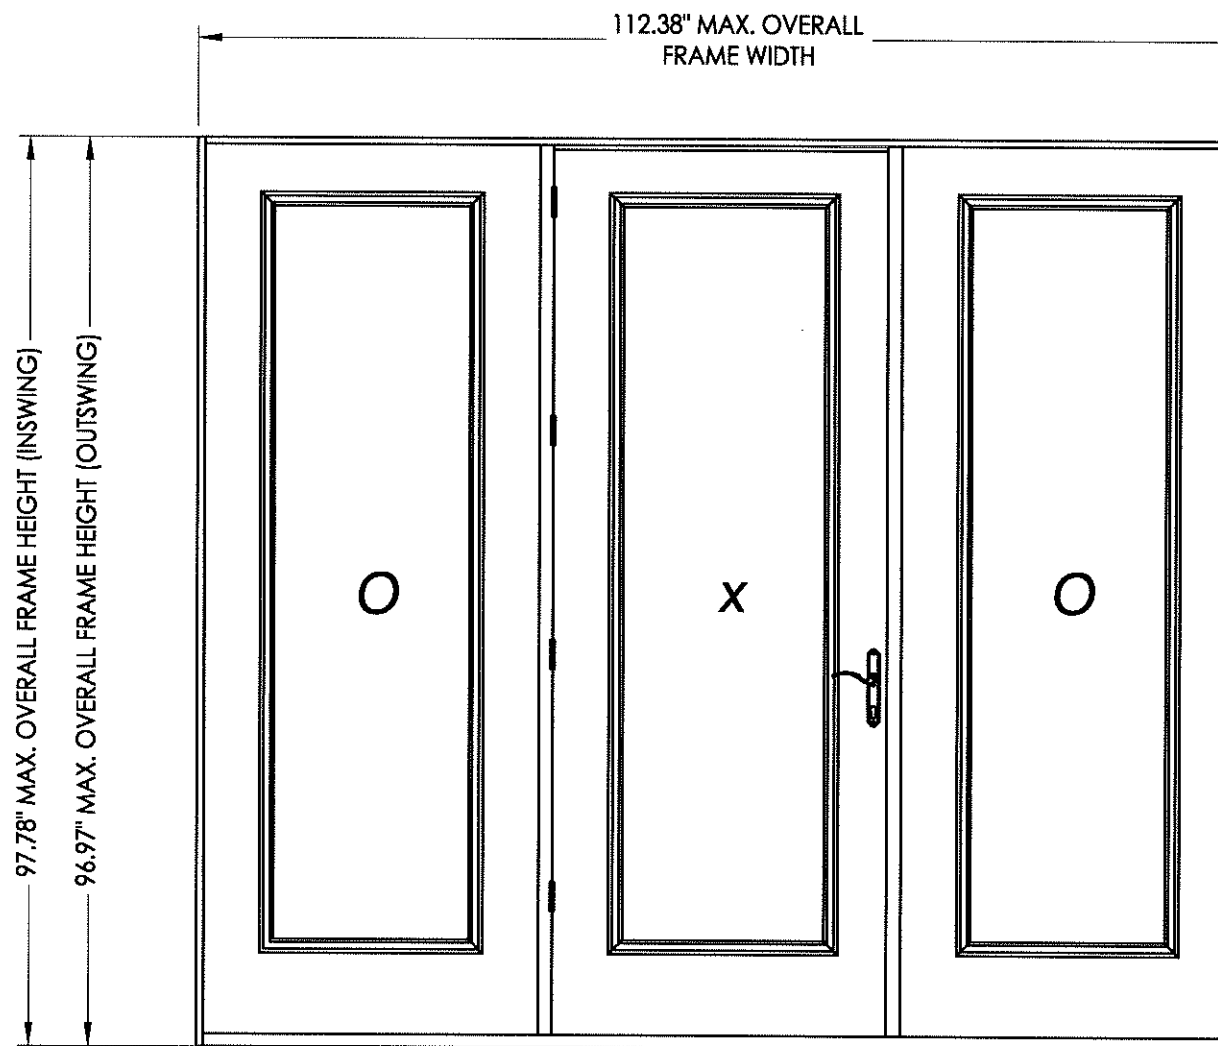 112.38" MAX. OVERALL
FRAME WIDTH
97.78" MAX. OVERALL FRAME HEIGHT (INSWING)
96.97" MAX. OVERALL FRAME HEIGHT (OUTSWING)
O
X
O